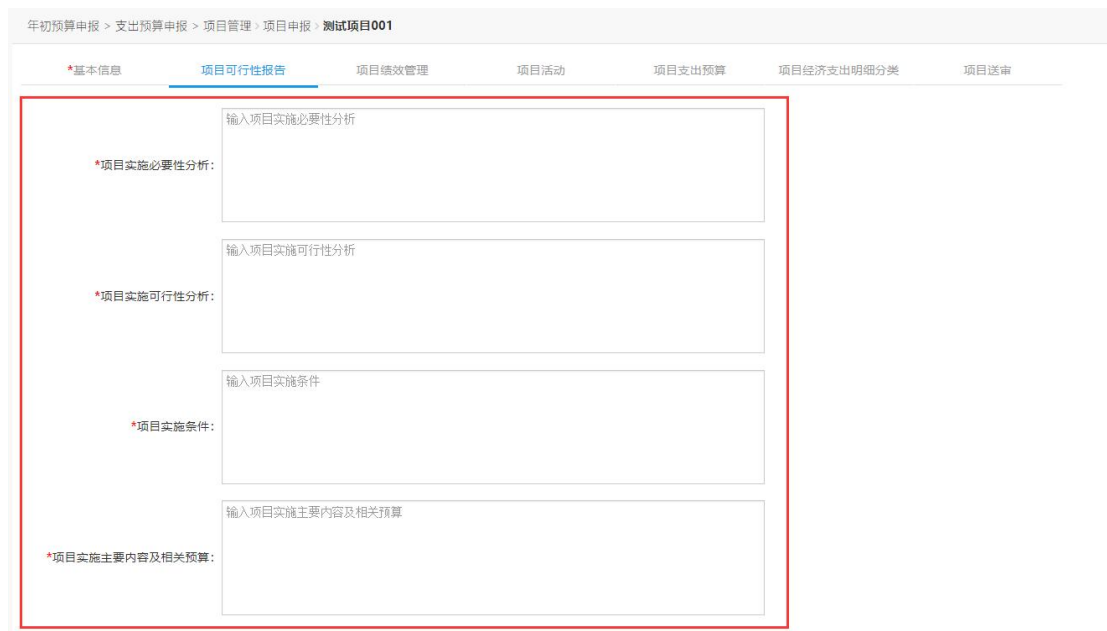 年初预算申报 > 支出预算申报 > 项目管理 > 项目申报 > 测试项目001
*基本信息 项目可行性报告 项目绩效管理 项目活动 项目支出预算 项目经济支出明细分类 项目送审
输入项目实施必要性分析
*项目实施必要性分析:
输入项目实施可行性分析
*项目实施可行性分析:
输入项目实施条件
*项目实施条件:
输入项目实施主要内容及相关预算
*项目实施主要内容及相关预算: